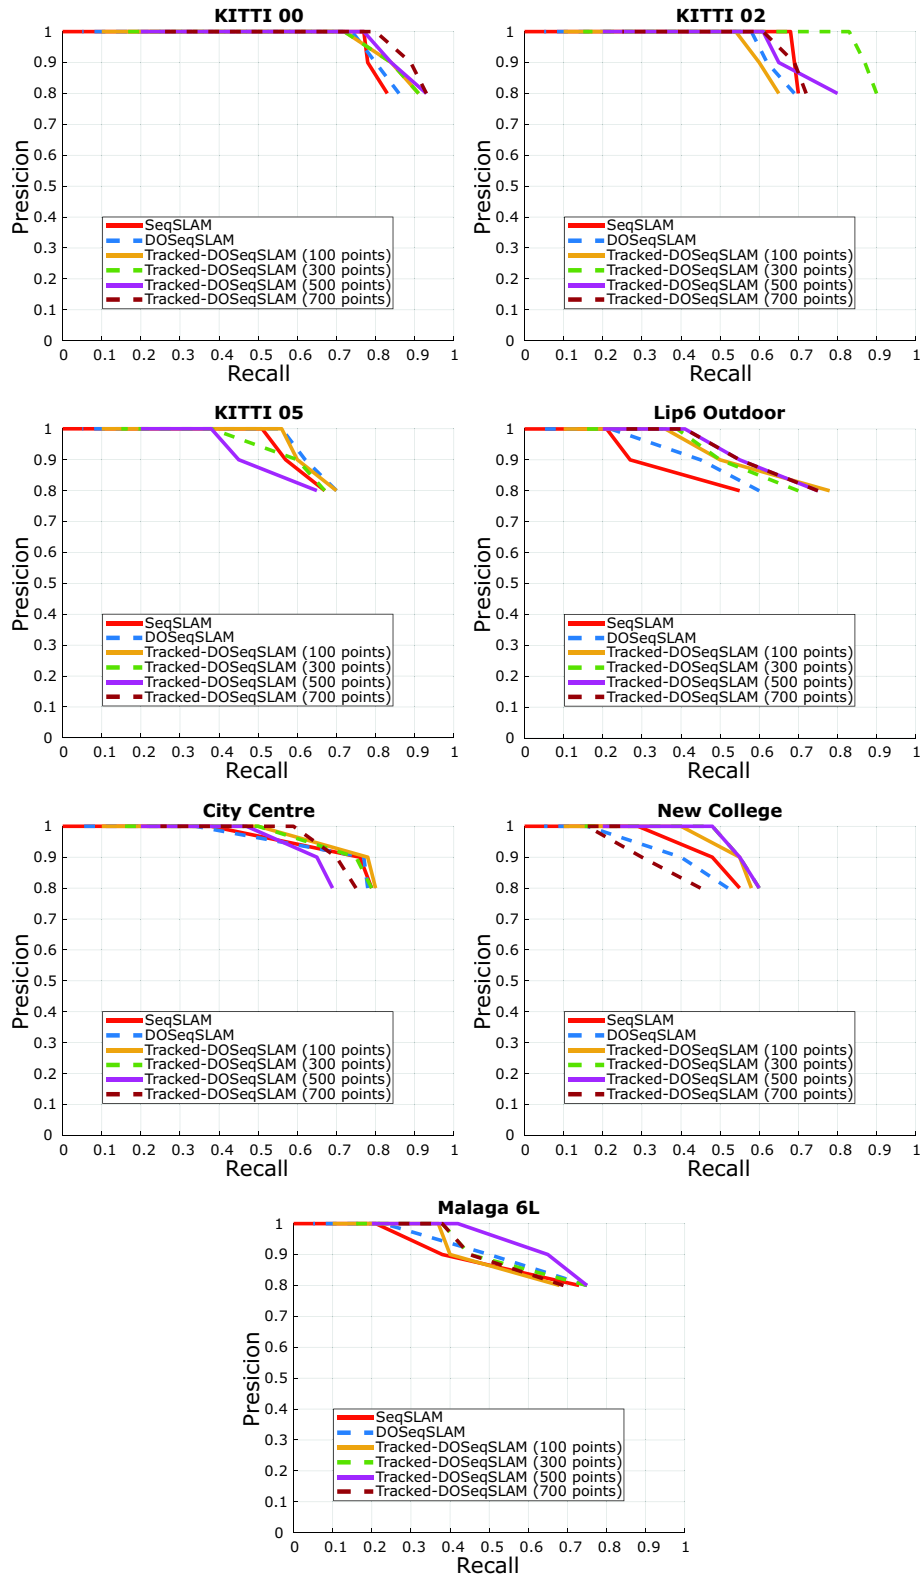 KITTI 00
1
0.9
0.8
0.7
0.6
0.5
0.4
0.3
0.2
0.1
0
Presicion
SeqSLAM
DOSeqSLAM
Tracked-DOSeqSLAM (100 points)
Tracked-DOSeqSLAM (300 points)
Tracked-DOSeqSLAM (500 points)
Tracked-DOSeqSLAM (700 points)
0 0.1 0.2 0.3 0.4 0.5 0.6 0.7 0.8 0.9 1
Recall
KITTI 02
1
0.9
0.8
0.7
0.6
0.5
0.4
0.3
0.2
0.1
0
Presicion
SeqSLAM
DOSeqSLAM
Tracked-DOSeqSLAM (100 points)
Tracked-DOSeqSLAM (300 points)
Tracked-DOSeqSLAM (500 points)
Tracked-DOSeqSLAM (700 points)
0 0.1 0.2 0.3 0.4 0.5 0.6 0.7 0.8 0.9 1
Recall
KITTI 05
1
0.9
0.8
0.7
0.6
0.5
0.4
0.3
0.2
0.1
0
Presicion
SeqSLAM
DOSeqSLAM
Tracked-DOSeqSLAM (100 points)
Tracked-DOSeqSLAM (300 points)
Tracked-DOSeqSLAM (500 points)
Tracked-DOSeqSLAM (700 points)
0 0.1 0.2 0.3 0.4 0.5 0.6 0.7 0.8 0.9 1
Recall
Lip6 Outdoor
1
0.9
0.8
0.7
0.6
0.5
0.4
0.3
0.2
0.1
0
Presicion
SeqSLAM
DOSeqSLAM
Tracked-DOSeqSLAM (100 points)
Tracked-DOSeqSLAM (300 points)
Tracked-DOSeqSLAM (500 points)
Tracked-DOSeqSLAM (700 points)
0 0.1 0.2 0.3 0.4 0.5 0.6 0.7 0.8 0.9 1
Recall
City Centre
1
0.9
0.8
0.7
0.6
0.5
0.4
0.3
0.2
0.1
0
Presicion
SeqSLAM
DOSeqSLAM
Tracked-DOSeqSLAM (100 points)
Tracked-DOSeqSLAM (300 points)
Tracked-DOSeqSLAM (500 points)
Tracked-DOSeqSLAM (700 points)
0 0.1 0.2 0.3 0.4 0.5 0.6 0.7 0.8 0.9 1
Recall
New College
1
0.9
0.8
0.7
0.6
0.5
0.4
0.3
0.2
0.1
0
Presicion
SeqSLAM
DOSeqSLAM
Tracked-DOSeqSLAM (100 points)
Tracked-DOSeqSLAM (300 points)
Tracked-DOSeqSLAM (500 points)
Tracked-DOSeqSLAM (700 points)
0 0.1 0.2 0.3 0.4 0.5 0.6 0.7 0.8 0.9 1
Recall
Malaga 6L
1
0.9
0.8
0.7
0.6
0.5
0.4
0.3
0.2
0.1
0
Presicion
SeqSLAM
DOSeqSLAM
Tracked-DOSeqSLAM (100 points)
Tracked-DOSeqSLAM (300 points)
Tracked-DOSeqSLAM (500 points)
Tracked-DOSeqSLAM (700 points)
0 0.1 0.2 0.3 0.4 0.5 0.6 0.7 0.8 0.9 1
Recall